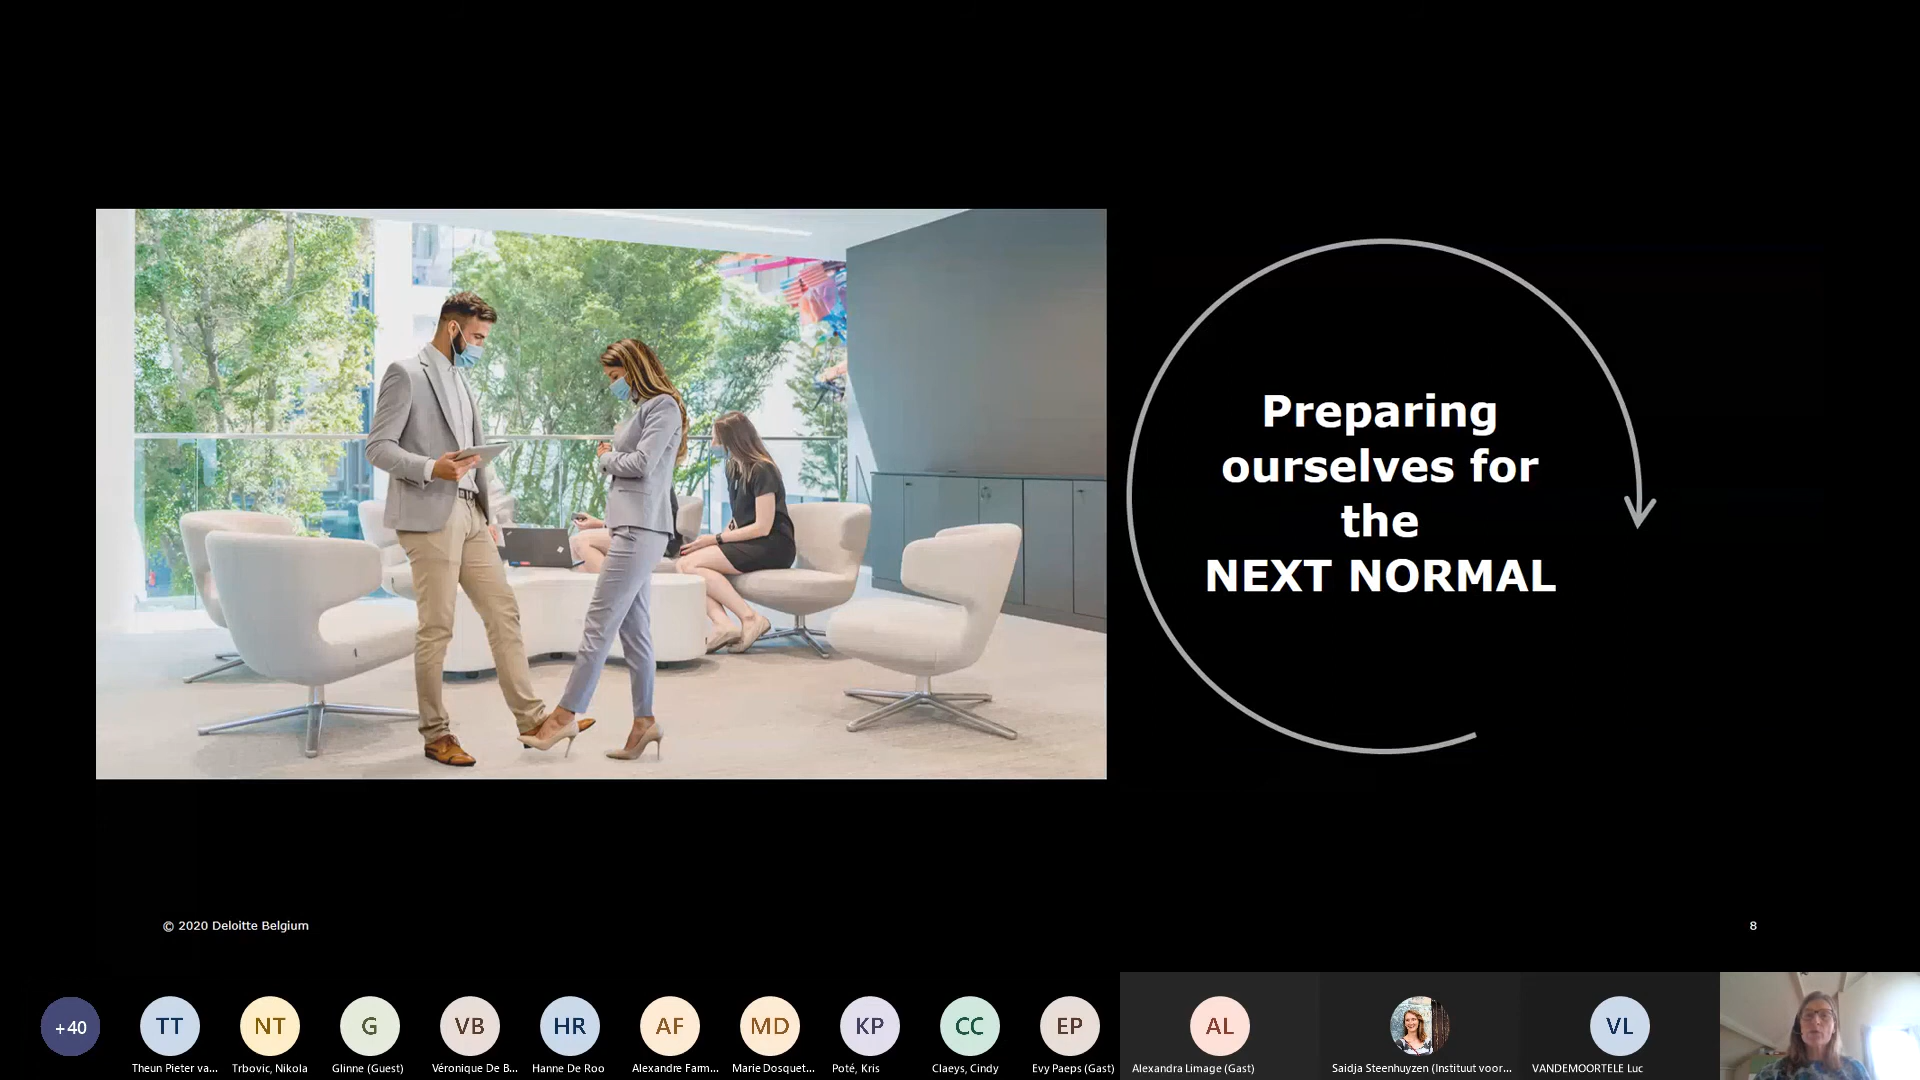 Preparing
ourselves for
the
NEXT NORMAL
© 2020 Deloitte Belgium
8
+40
TT
NT
G
VB
HR
AF
MD
KP
CC
EP
AL
VL
Theun Pieter va...
Trbovic, Nikola
Glinne (Guest)
Véronique De B...
Hanne De Roo
Alexandre Farm...
Marie Dosquet...
Poté, Kris
Claeys, Cindy
Evy Paeps (Gast)
Alexandra Limage (Gast)
Saidja Steenhuyzen (Instituut voor...
VANDEMOORTELE Luc